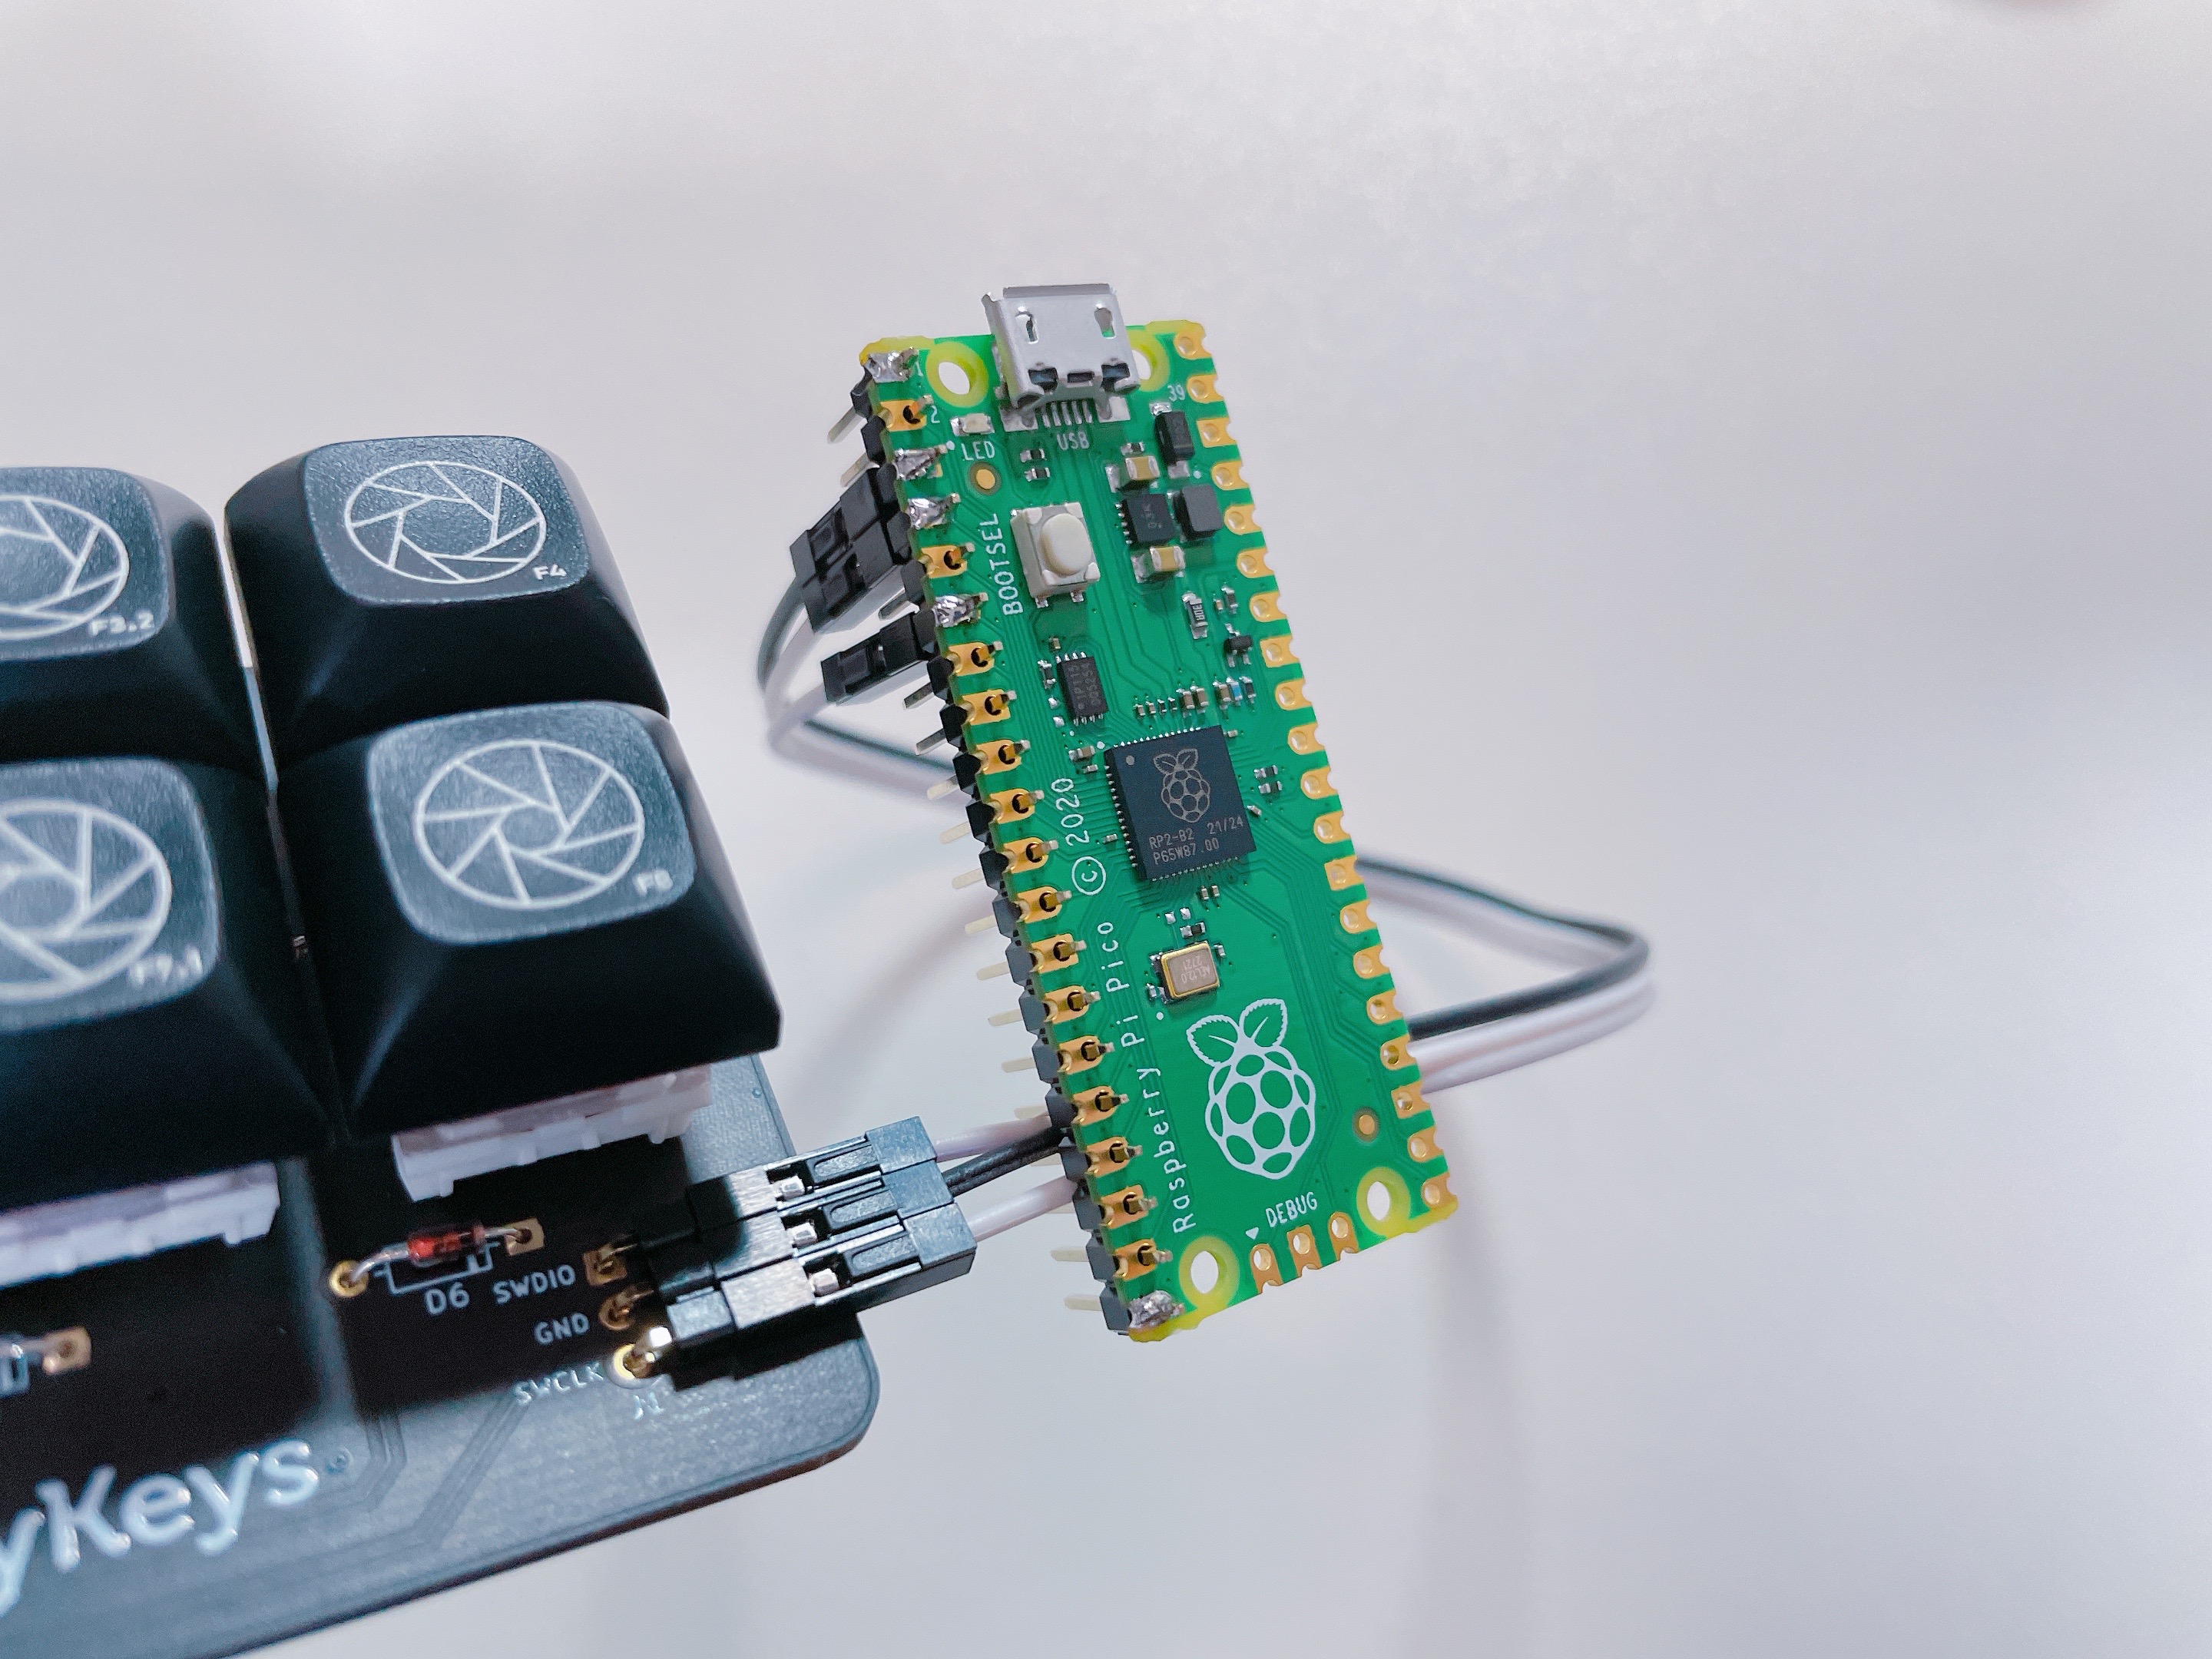 F3.2
F4
F7.1
F8
D6
SWDIO
GND
SWCLK
J1
yKeys
1
2
39
LED
USB
BOOTSEL
© 2020
Raspberry Pi Pico
RP2-B2 21/24
P65W87.00
DEBUG